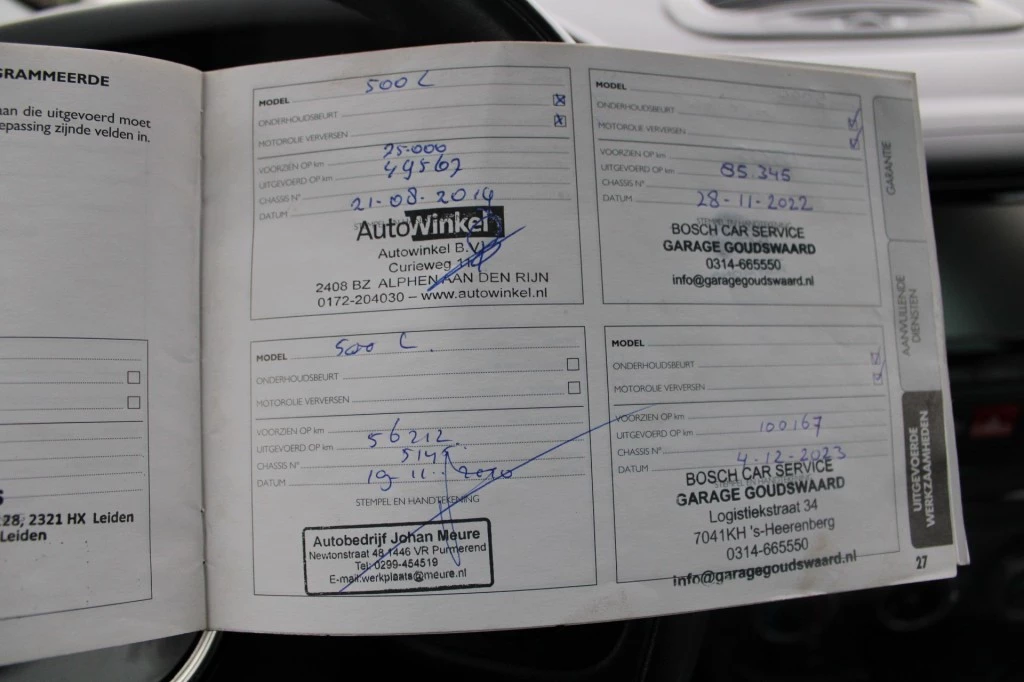 GRAMMEERDE
aan die uitgevoerd moet
epassing zijnde velden in.
28, 2321 HX Leiden
Leiden
MODEL 500 L
ONDERHOUDSBEURT
MOTOROLIE VERVERSEN
VOORZIEN OP km 75.000
UITGEVOERD OP km 49562
CHASSIS N°
DATUM 21-08-2019
AutoWinkel
Autowinkel B.V.
Curieweg
2408 BZ ALPHEN AAN DEN RIJN
0172-204030 – www.autowinkel.nl
MODEL 500 L
ONDERHOUDSBEURT
MOTOROLIE VERVERSEN
VOORZIEN OP km
UITGEVOERD OP km 56212
CHASSIS N°
DATUM 19-11-2020
STEMPEL EN HANDTEKENING
Autobedrijf Johan Meure
Newtonstraat 48 1446 VR Purmerend
Tel: 0299-454519
E-mail:werkplaats@meure.nl
MODEL
ONDERHOUDSBEURT
MOTOROLIE VERVERSEN
VOORZIEN OP km
UITGEVOERD OP km 85.345
CHASSIS N°
DATUM 28-11-2022
BOSCH CAR SERVICE
GARAGE GOUDSWAARD
0314-665550
info@garagegoudswaard.nl
MODEL
ONDERHOUDSBEURT
MOTOROLIE VERVERSEN
VOORZIEN OP km
UITGEVOERD OP km 100167
CHASSIS N°
DATUM 4-12-2023
BOSCH CAR SERVICE
GARAGE GOUDSWAARD
Logistiekstraat 34
7041KH 's-Heerenberg
0314-665550
info@garagegoudswaard.nl
GARANTIE
AANVULLENDE
DIENSTEN
UITGEVOERDE
WERKZAAMHEDEN
27